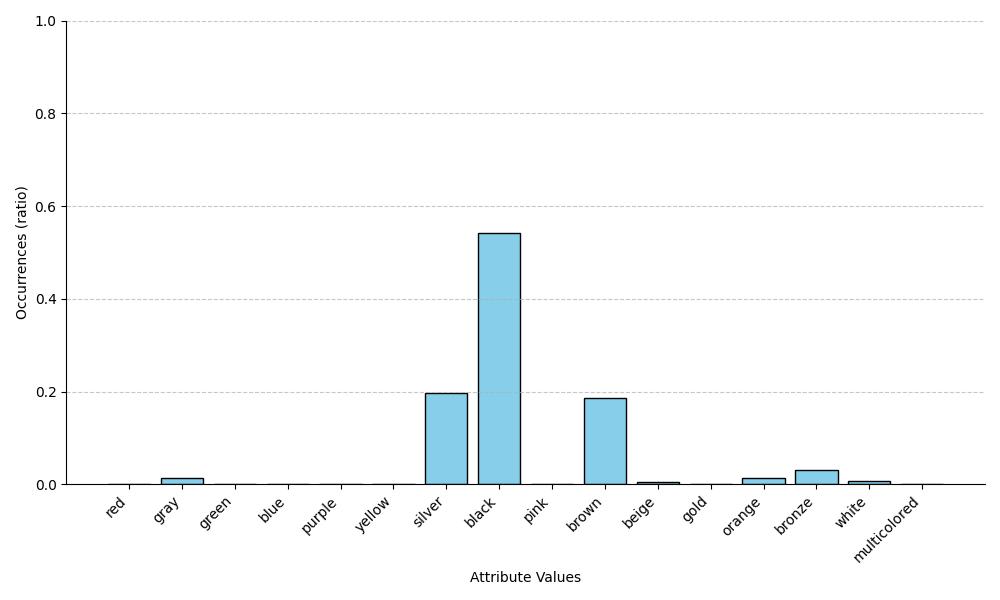 1.0
0.8
0.6
0.4
0.2
0.0
Occurrences (ratio)
red
gray
green
blue
purple
yellow
silver
black
pink
brown
beige
gold
orange
bronze
white
multicolored
Attribute Values